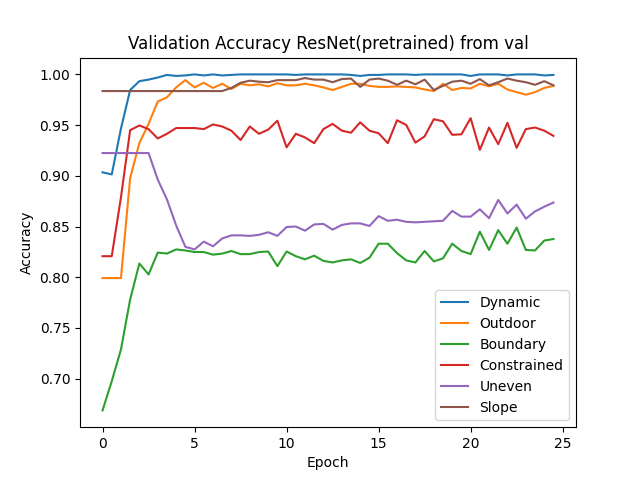 Validation Accuracy ResNet(pretrained) from val
1.00
0.95
0.90
0.85
0.80
0.75
0.70
Accuracy
0
5
10
15
20
25
Epoch
Dynamic
Outdoor
Boundary
Constrained
Uneven
Slope